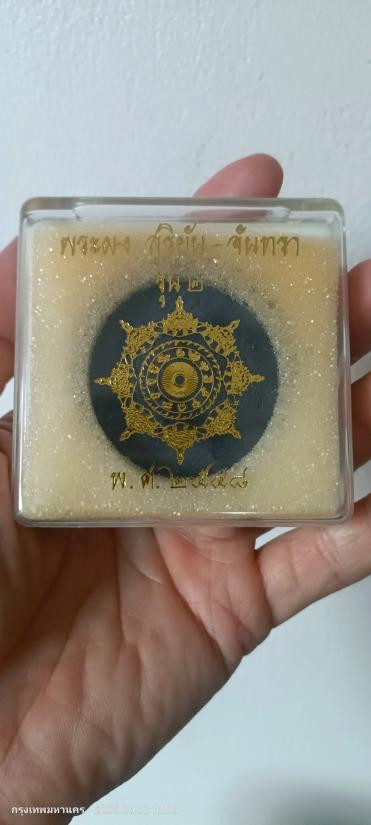 พระผง สุริยัน-จันทรา
รุ่น ๒
พ.ศ.๒๕๔๘
กรุงเทพมหานคร